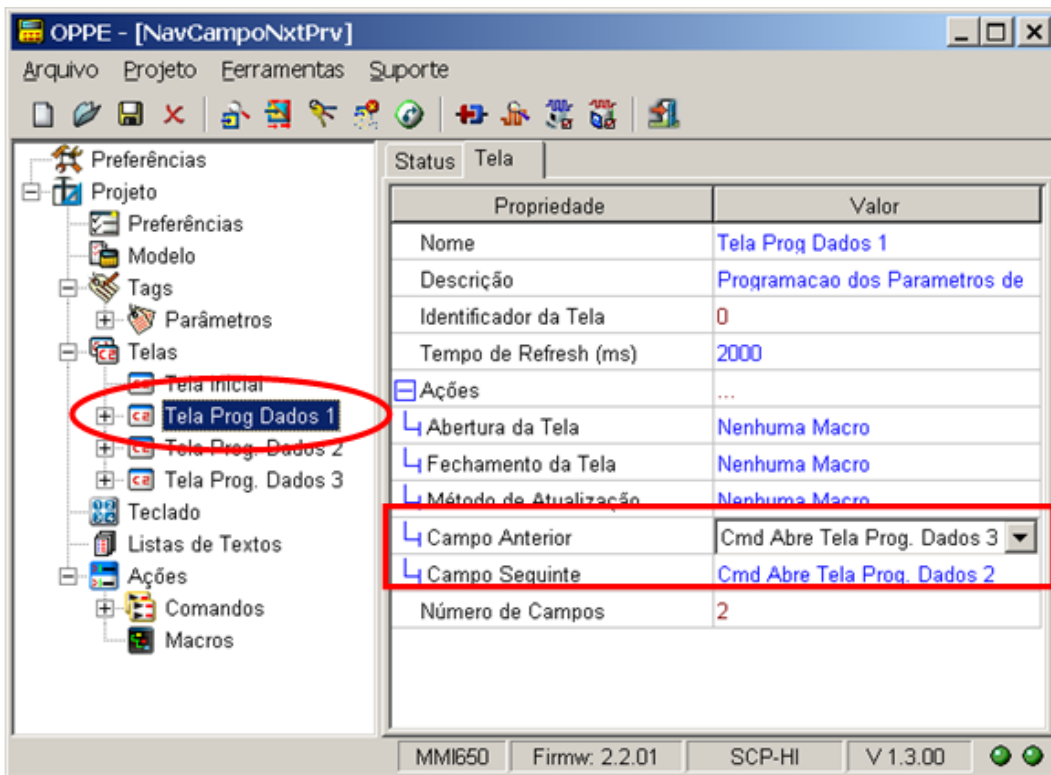 OPPE - [NavCampoNxtPrv]
Arquivo Projeto Ferramentas Suporte
Preferências
Projeto
Preferências
Modelo
Tags
Parâmetros
Telas
Tela Inicial
Tela Prog Dados 1
Tela Prog. Dados 2
Tela Prog. Dados 3
Teclado
Listas de Textos
Ações
Comandos
Macros
Status Tela
Propriedade Valor
Nome Tela Prog Dados 1
Descrição Programacao dos Parametros de
Identificador da Tela 0
Tempo de Refresh (ms) 2000
Ações ...
Abertura da Tela Nenhuma Macro
Fechamento da Tela Nenhuma Macro
Método de Atualização Nenhuma Macro
Campo Anterior Cmd Abre Tela Prog. Dados 3
Campo Seguinte Cmd Abre Tela Prog. Dados 2
Número de Campos 2
MMI650 Firmw: 2.2.01 SCP-HI V 1.3.00